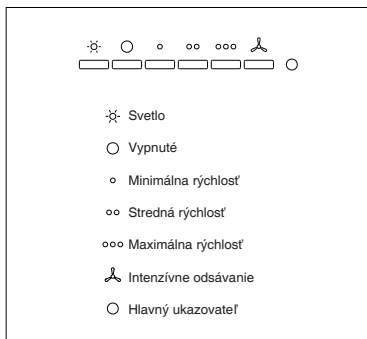 Svetlo
Vypnuté
Minimálna rýchlosť
Stredná rýchlosť
Maximálna rýchlosť
Intenzívne odsávanie
Hlavný ukazovateľ